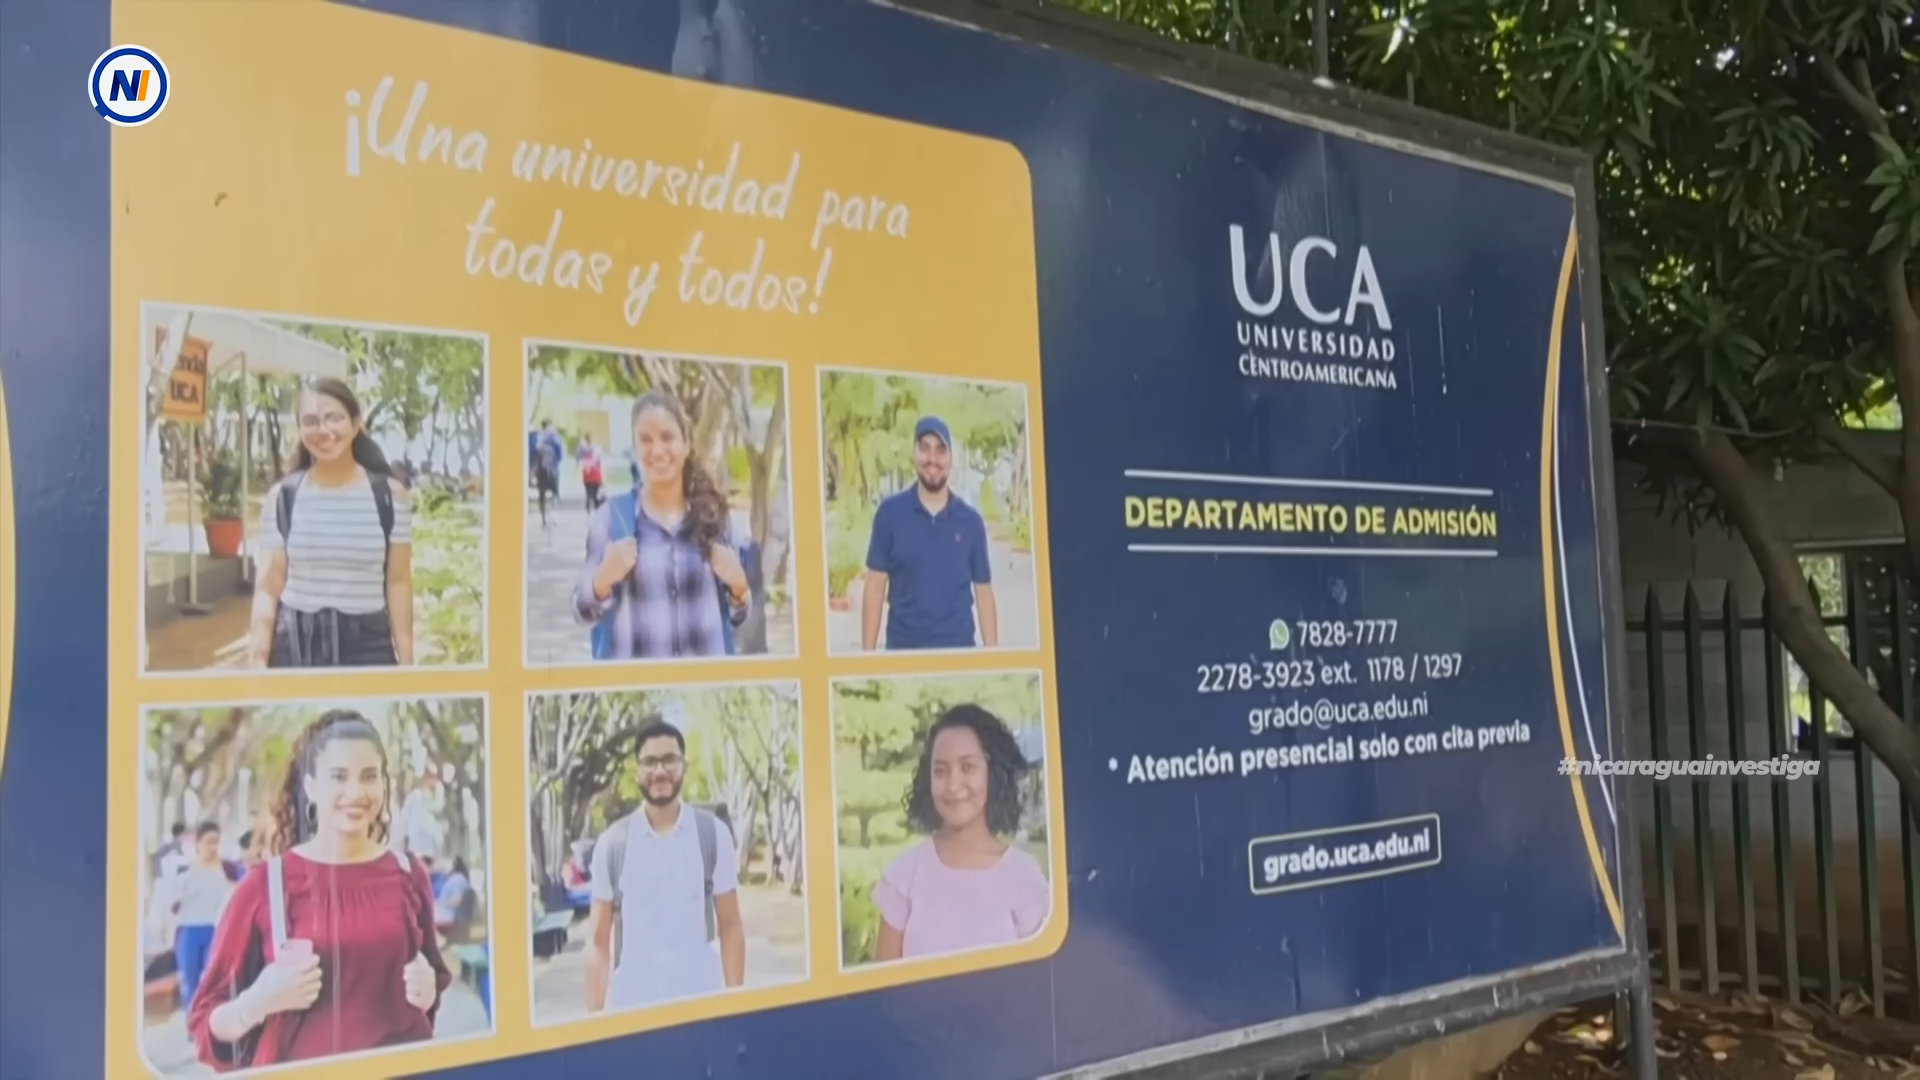 NI
¡Una universidad para
todas y todos!
UCA
UCA
UNIVERSIDAD
CENTROAMERICANA
DEPARTAMENTO DE ADMISIÓN
7828-7777
2278-3923 ext. 1178 / 1297
grado@uca.edu.ni
* Atención presencial solo con cita previa
grado.uca.edu.ni
#nicaraguainvestiga